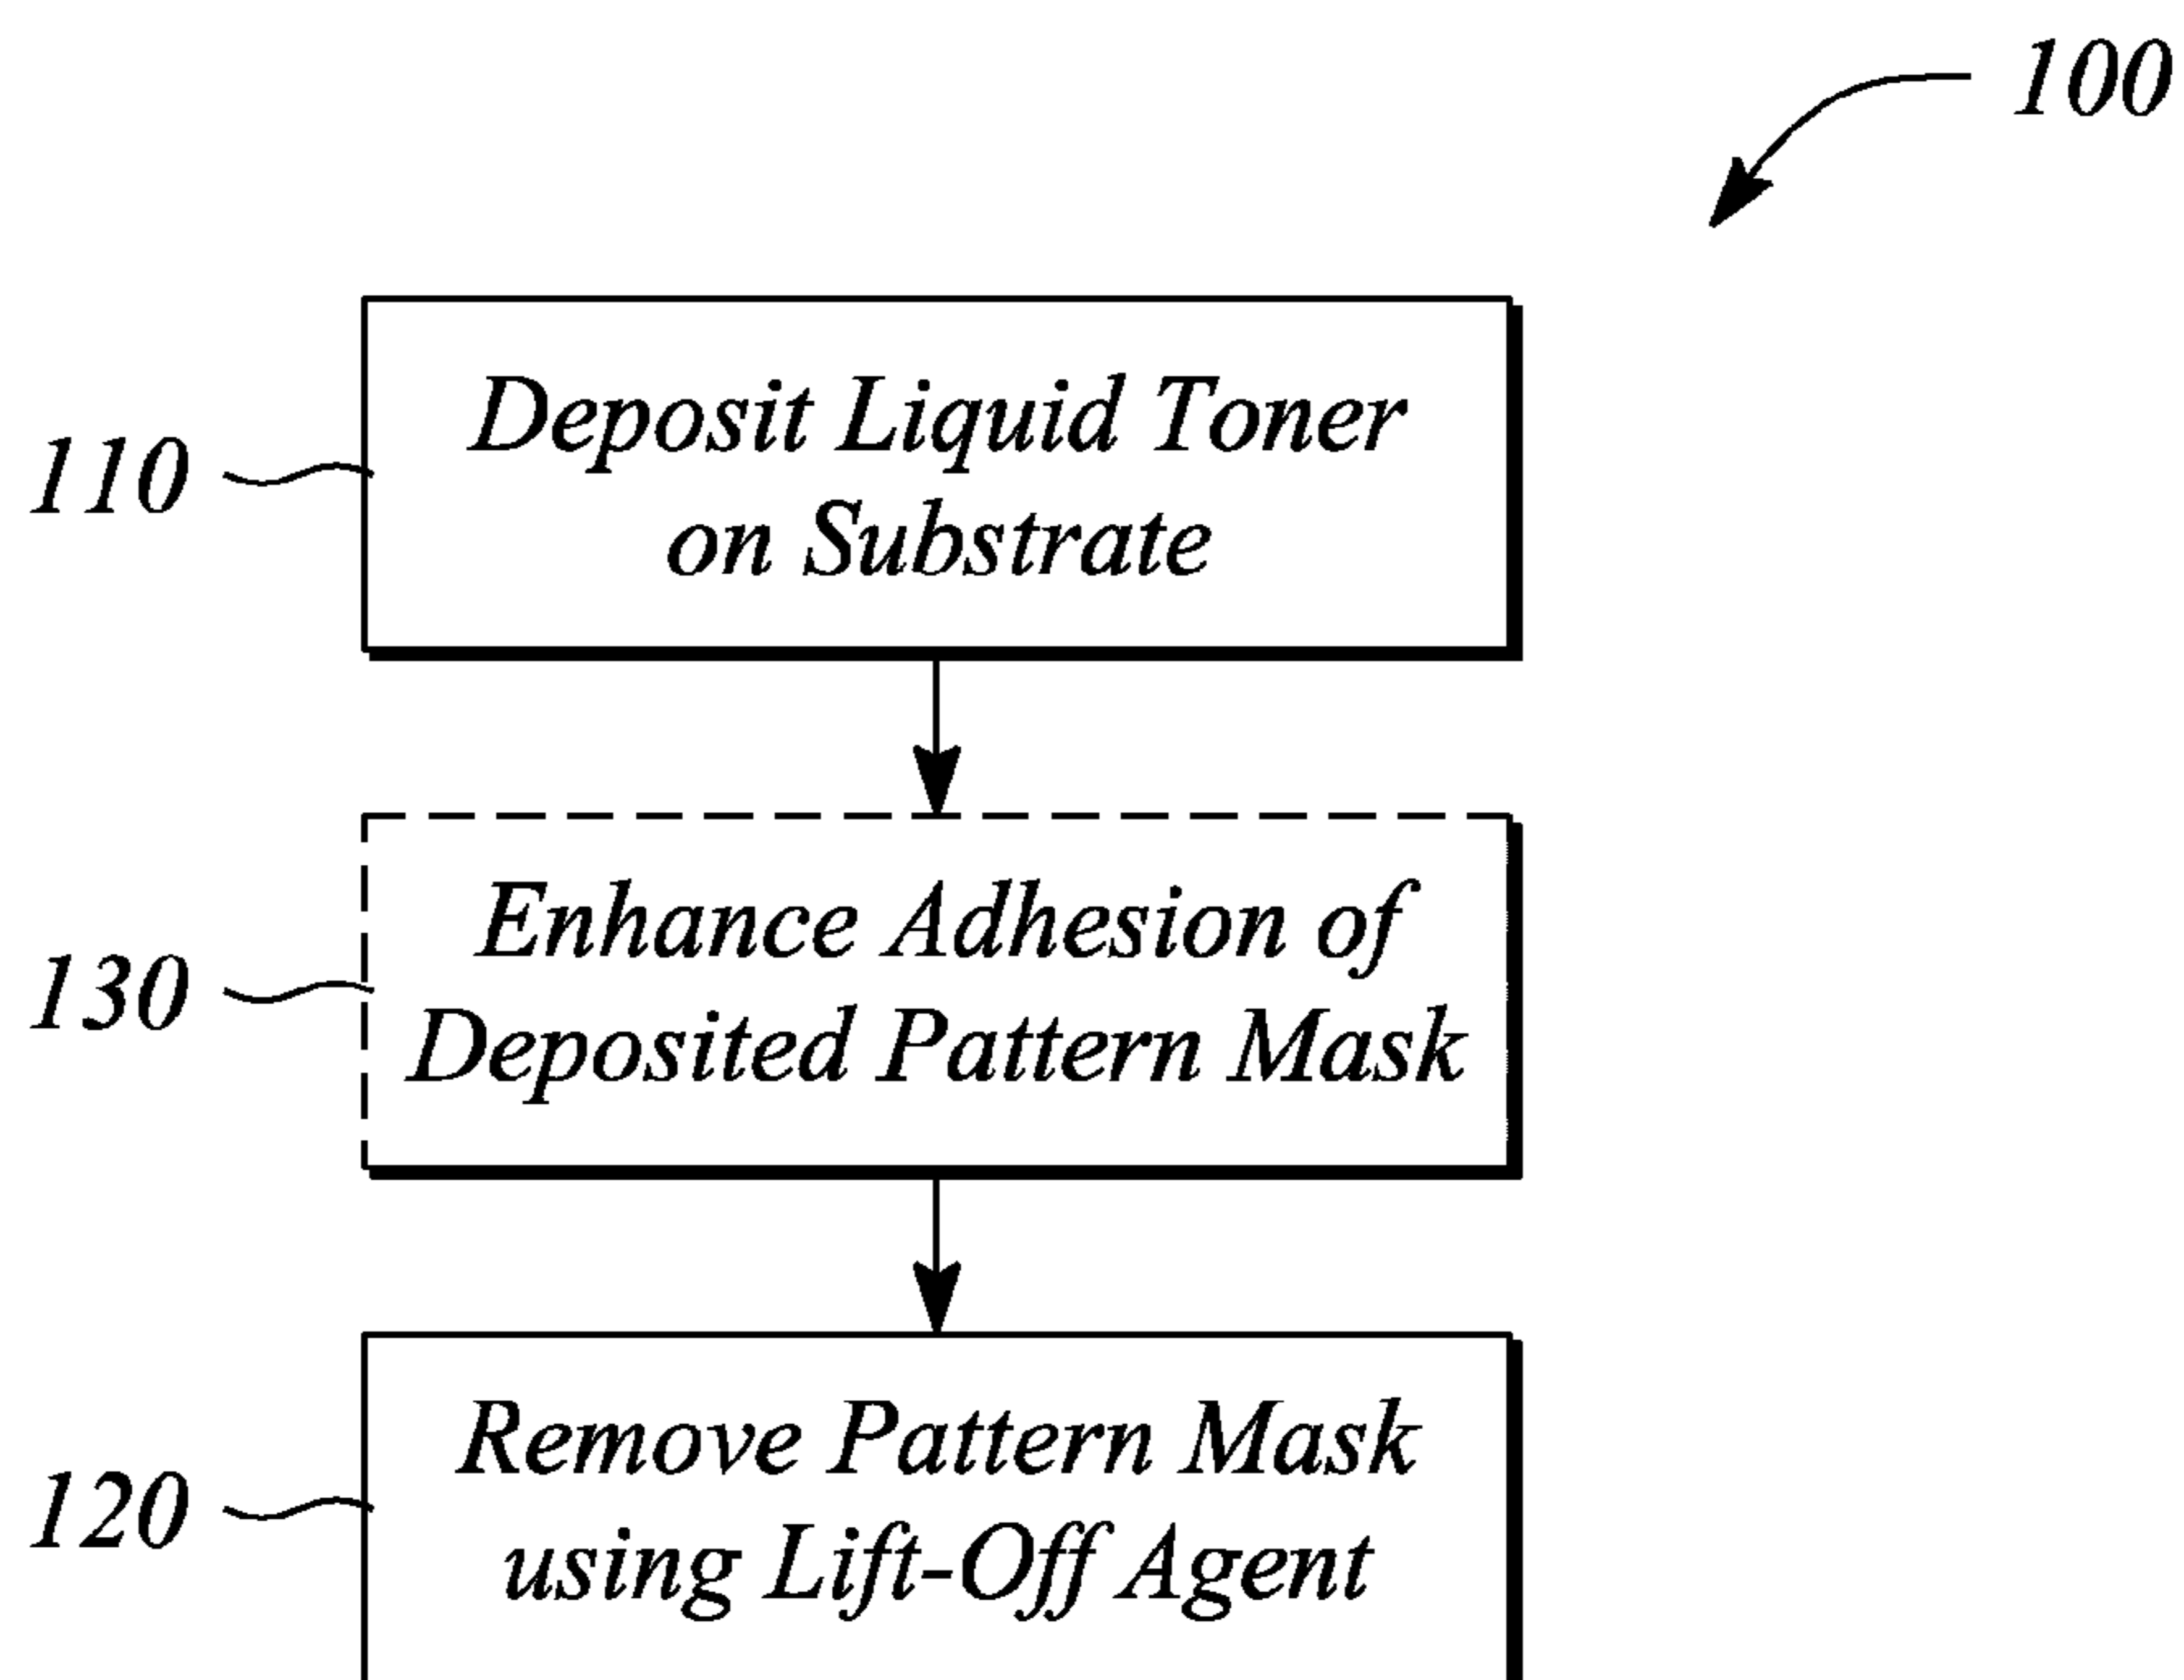 100
110
Deposit Liquid Toner
on Substrate
130
Enhance Adhesion of
Deposited Pattern Mask
120
Remove Pattern Mask
using Lift-Off Agent